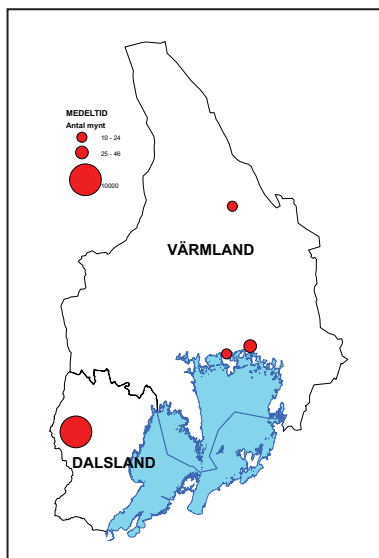 MEDELTID
Antal mynt
10 - 24
25 - 46
10000
VÄRMLAND
DALSLAND